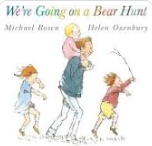 We're Going on a Bear Hunt
Michael Rosen Helen Oxenbury